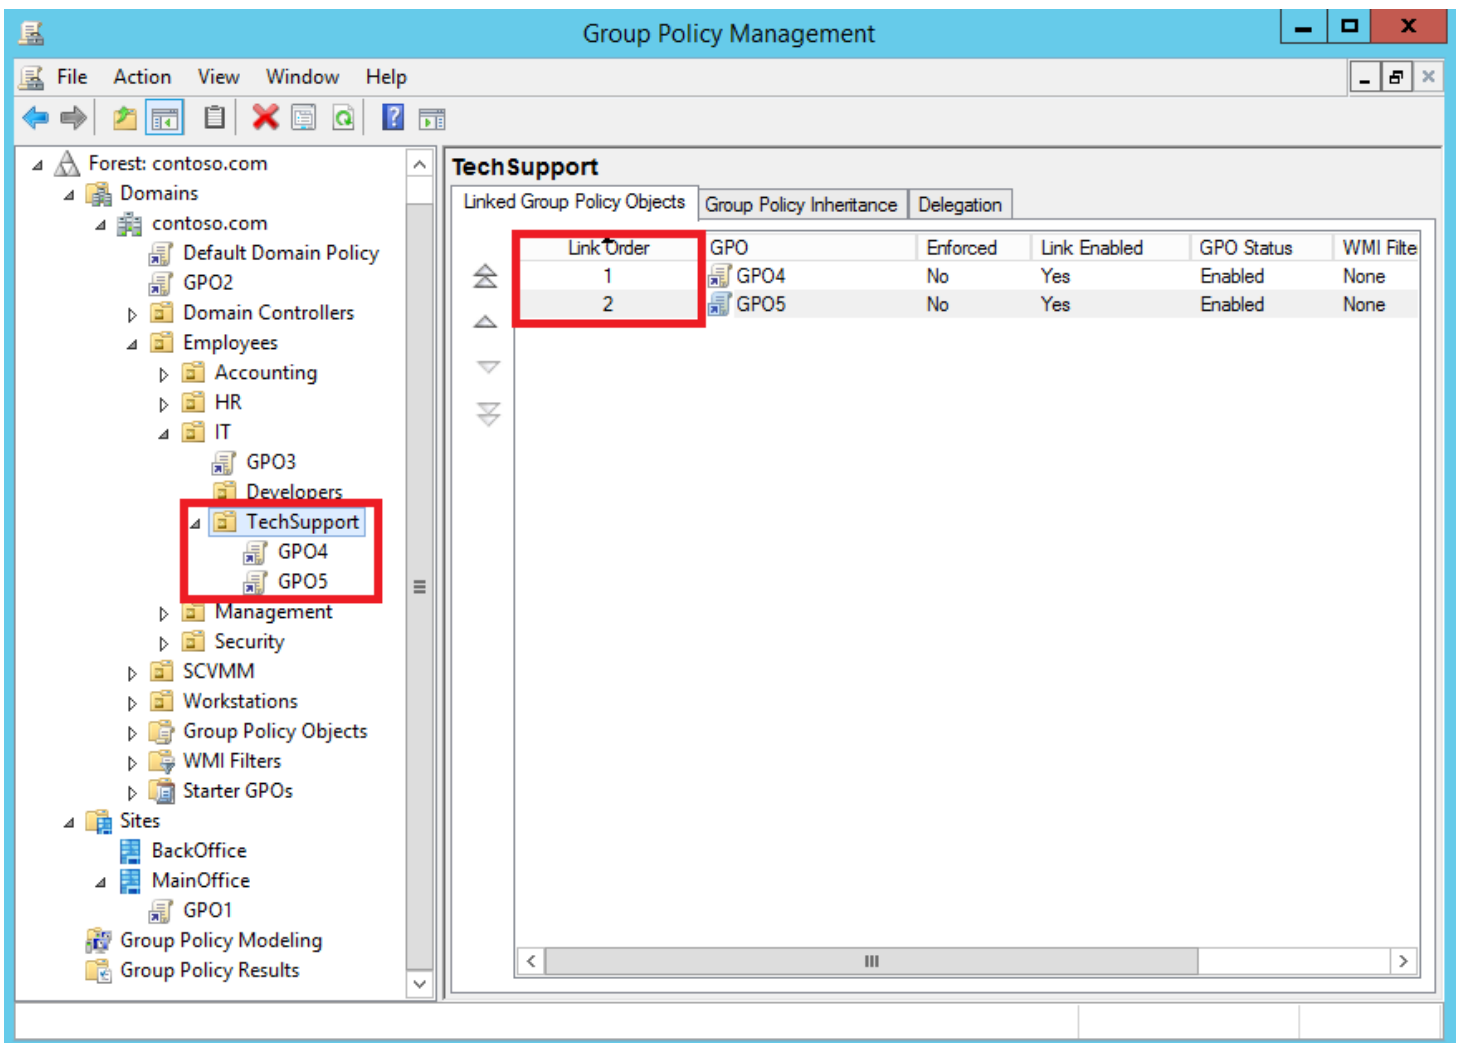 Group Policy Management
File Action View Window Help
Forest: contoso.com
Domains
contoso.com
Default Domain Policy
GPO2
Domain Controllers
Employees
Accounting
HR
IT
GPO3
Developers
TechSupport
GPO4
GPO5
Management
Security
SCVMM
Workstations
Group Policy Objects
WMI Filters
Starter GPOs
Sites
BackOffice
MainOffice
GPO1
Group Policy Modeling
Group Policy Results
TechSupport
Linked Group Policy Objects Group Policy Inheritance Delegation
Link Order GPO Enforced Link Enabled GPO Status WMI Filte
1 GPO4 No Yes Enabled None
2 GPO5 No Yes Enabled None